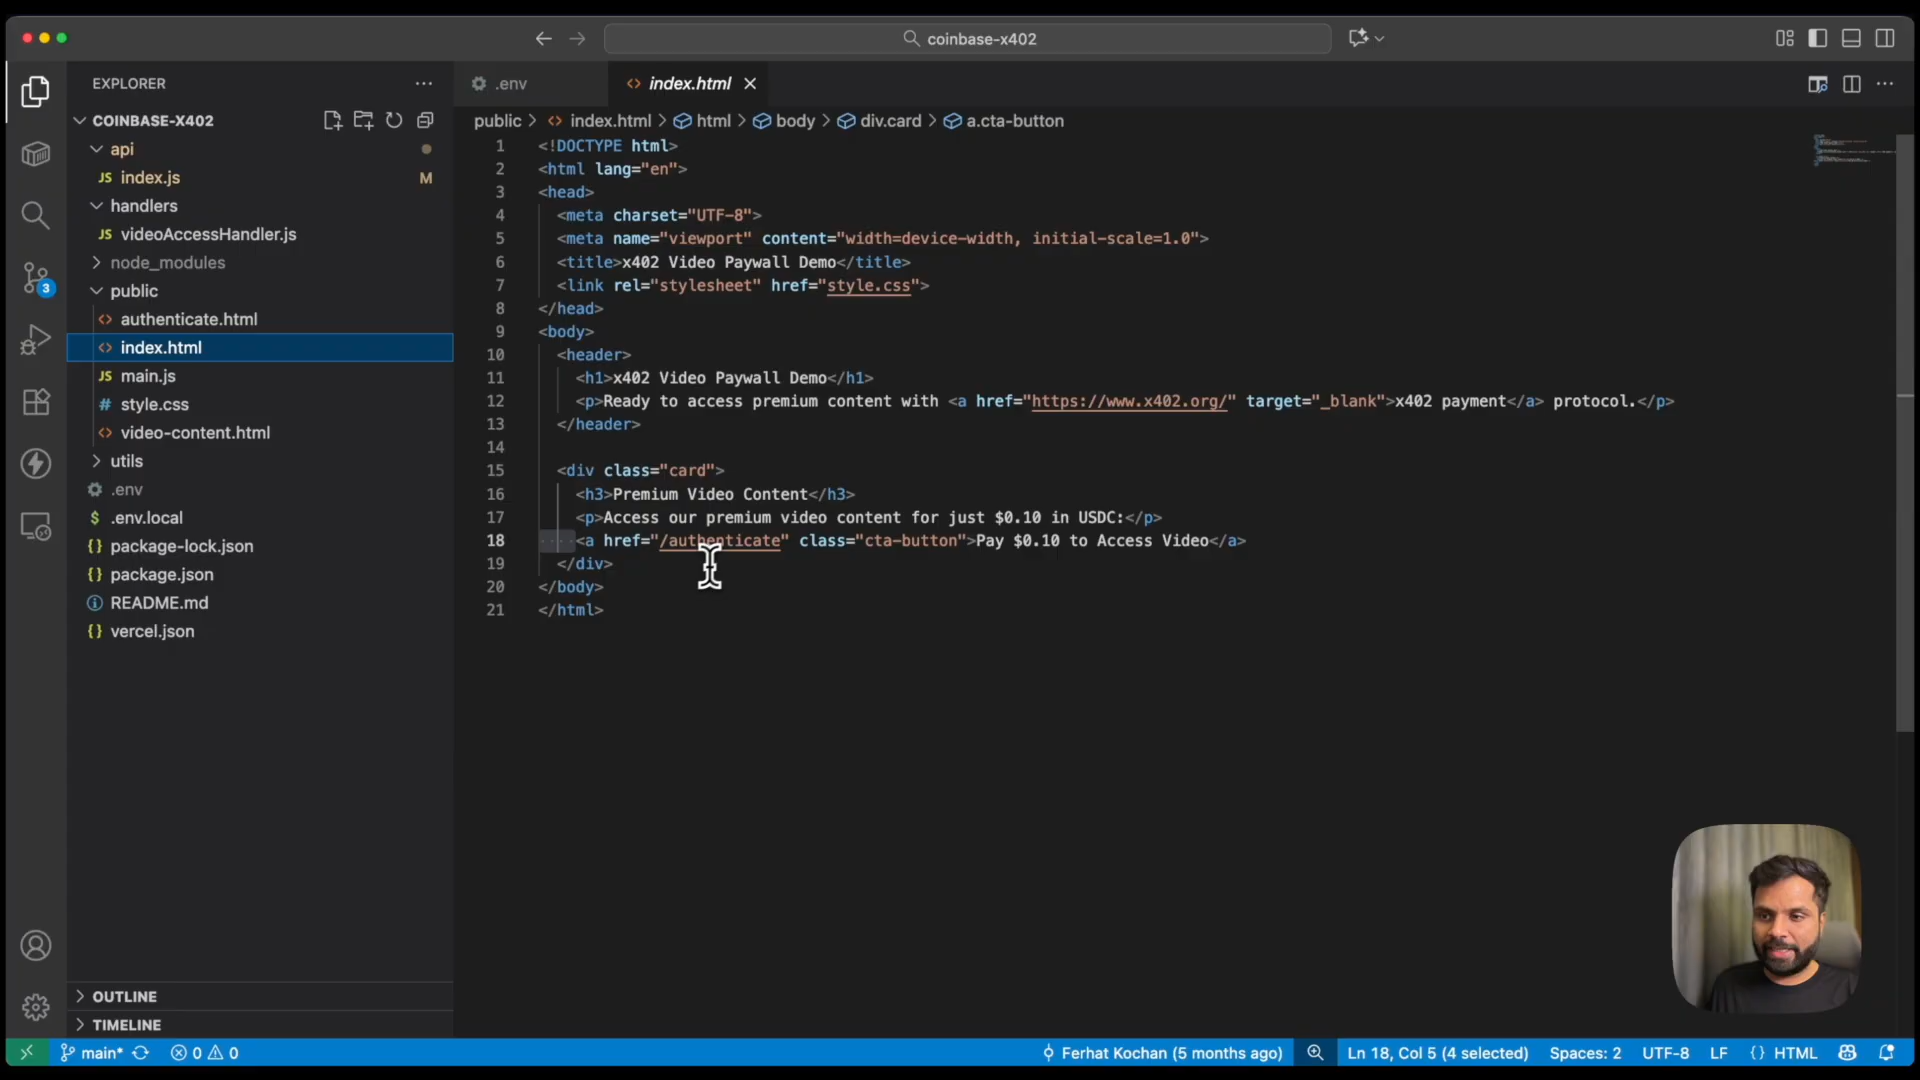 coinbase-x402
EXPLORER
COINBASE-X402
api
JS index.js M
handlers
JS videoAccessHandler.js
node_modules
public
<> authenticate.html
<> index.html
JS main.js
# style.css
<> video-content.html
utils
.env
$ .env.local
{} package-lock.json
{} package.json
README.md
{} vercel.json
OUTLINE
TIMELINE
3
.env
<> index.html
public > <> index.html > html > body > div.card > a.cta-button
1 <!DOCTYPE html>
2 <html lang="en">
3 <head>
4 <meta charset="UTF-8">
5 <meta name="viewport" content="width=device-width, initial-scale=1.0">
6 <title>x402 Video Paywall Demo</title>
7 <link rel="stylesheet" href="style.css">
8 </head>
9 <body>
10 <header>
11 <h1>x402 Video Paywall Demo</h1>
12 <p>Ready to access premium content with <a href="https://www.x402.org/" target="_blank">x402 payment</a> protocol.</p>
13 </header>
14
15 <div class="card">
16 <h3>Premium Video Content</h3>
17 <p>Access our premium video content for just $0.10 in USDC:</p>
18 <a href="/authenticate" class="cta-button">Pay $0.10 to Access Video</a>
19 </div>
20 </body>
21 </html>
main* 0 0 Ferhat Kochan (5 months ago) Ln 18, Col 5 (4 selected) Spaces: 2 UTF-8 LF {} HTML